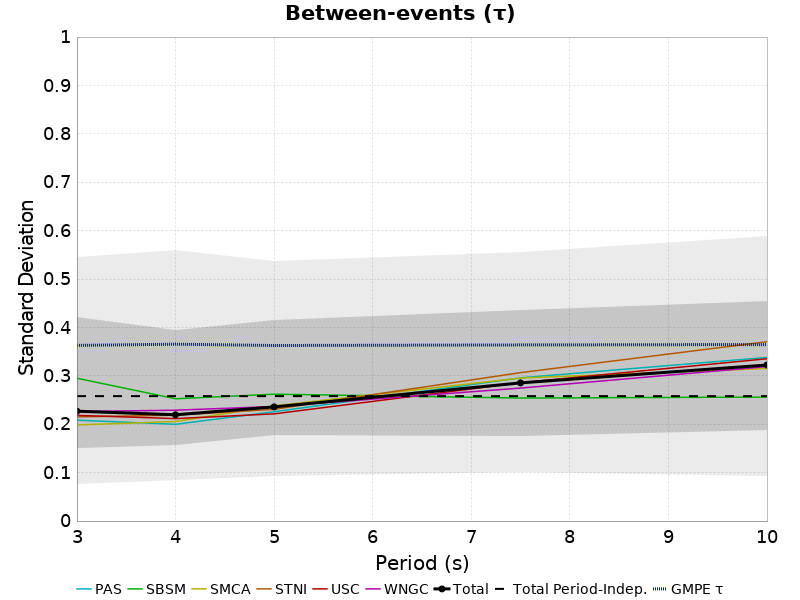 Between-events (τ)
1
0.9
0.8
0.7
0.6
0.5
0.4
0.3
0.2
0.1
0
Standard Deviation
3 4 5 6 7 8 9 10
Period (s)
PAS SBSM SMCA STNI USC WNGC Total Total Period-Indep. GMPE τ